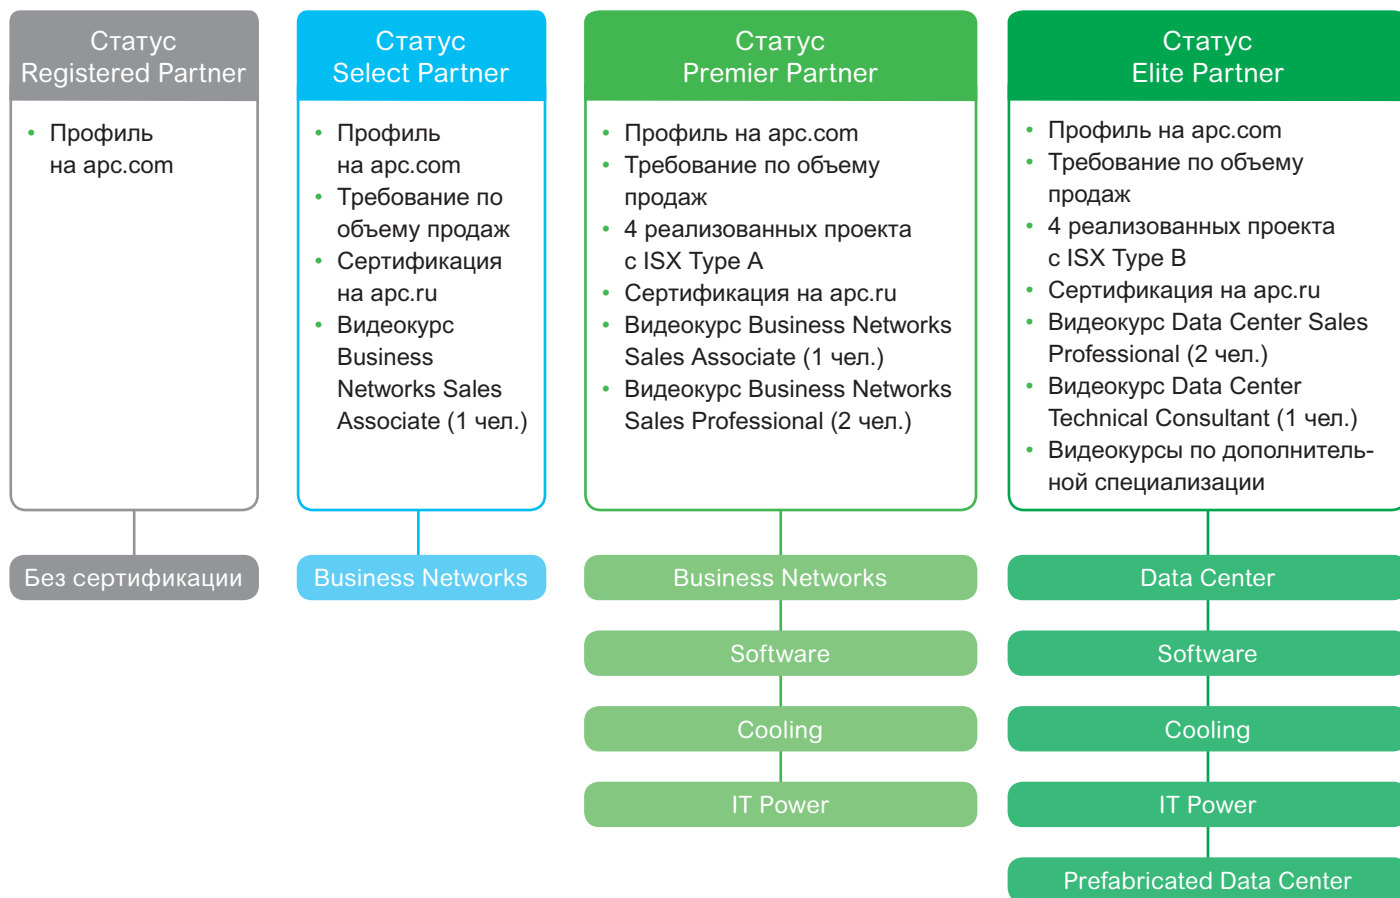 Статус
Registered Partner
• Профиль
на apc.com
Без сертификации
Статус
Select Partner
• Профиль
на apc.com
• Требование по
объему продаж
• Сертификация
на apc.ru
• Видеокурс
Business
Networks Sales
Associate (1 чел.)
Business Networks
Статус
Premier Partner
• Профиль на apc.com
• Требование по объему
продаж
• 4 реализованных проекта
с ISX Type A
• Сертификация на apc.ru
• Видеокурс Business Networks
Sales Associate (1 чел.)
• Видеокурс Business Networks
Sales Professional (2 чел.)
Business Networks
Software
Cooling
IT Power
Статус
Elite Partner
• Профиль на apc.com
• Требование по объему
продаж
• 4 реализованных проекта
с ISX Type B
• Сертификация на apc.ru
• Видеокурс Data Center Sales
Professional (2 чел.)
• Видеокурс Data Center
Technical Consultant (1 чел.)
• Видеокурсы по дополнитель-
ной специализации
Data Center
Software
Cooling
IT Power
Prefabricated Data Center